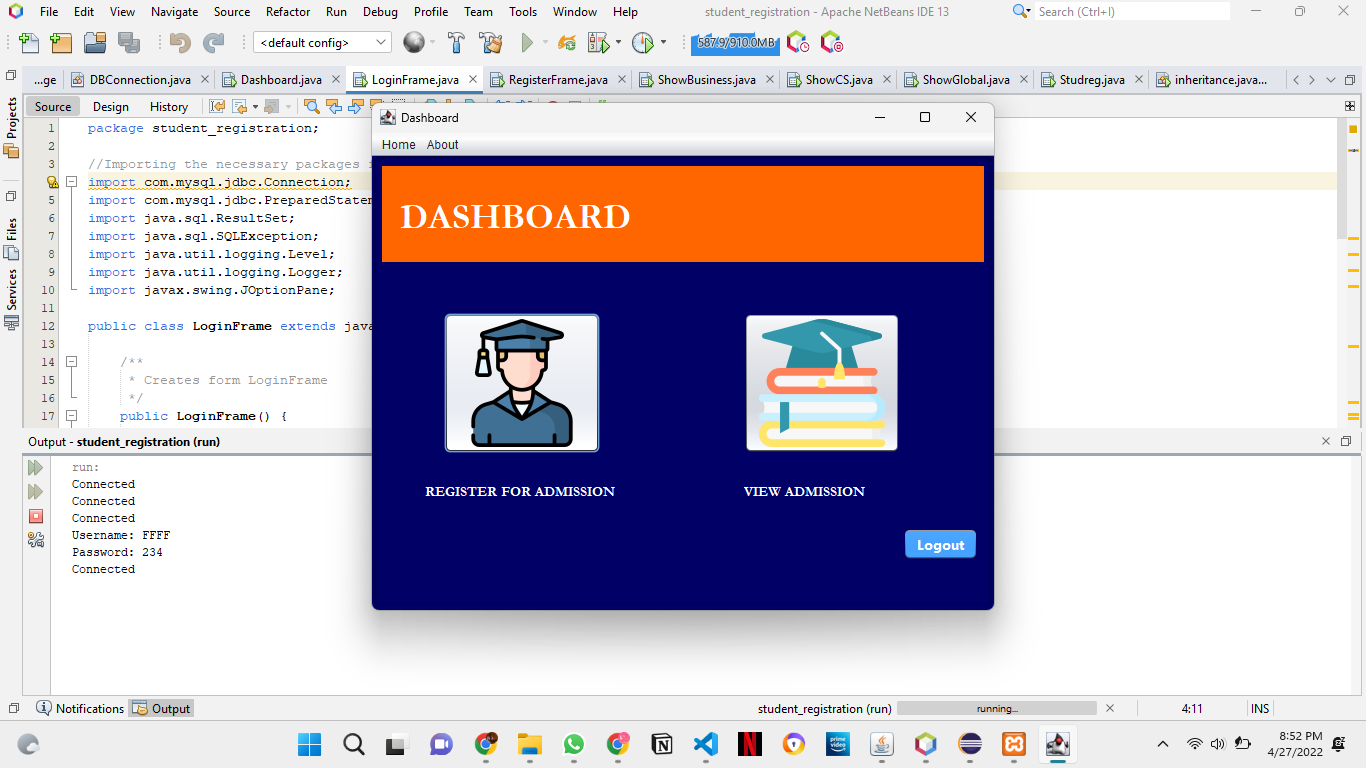 File Edit View Navigate Source Refactor Run Debug Profile Team Tools Window Help student_registration - Apache NetBeans IDE 13 Search (Ctrl+I)
<default config> 587.9/910.0MB
...ge DBConnection.java Dashboard.java LoginFrame.java RegisterFrame.java ShowBusiness.java ShowCS.java ShowGlobal.java Studreg.java inheritance.java...
Source Design History
Projects
Files
Services
1 package student_registration;
2
3 //Importing the necessary packages
4 import com.mysql.jdbc.Connection;
5 import com.mysql.jdbc.PreparedStatem
6 import java.sql.ResultSet;
7 import java.sql.SQLException;
8 import java.util.logging.Level;
9 import java.util.logging.Logger;
10 import javax.swing.JOptionPane;
11
12 public class LoginFrame extends java
13
14 /**
15 * Creates form LoginFrame
16 */
17 public LoginFrame() {
Dashboard
Home About
DASHBOARD
REGISTER FOR ADMISSION VIEW ADMISSION
Logout
Output - student_registration (run)
run:
Connected
Connected
Connected
Username: FFFF
Password: 234
Connected
Notifications Output student_registration (run) running... 4:11 INS
prime video
8:52 PM
4/27/2022